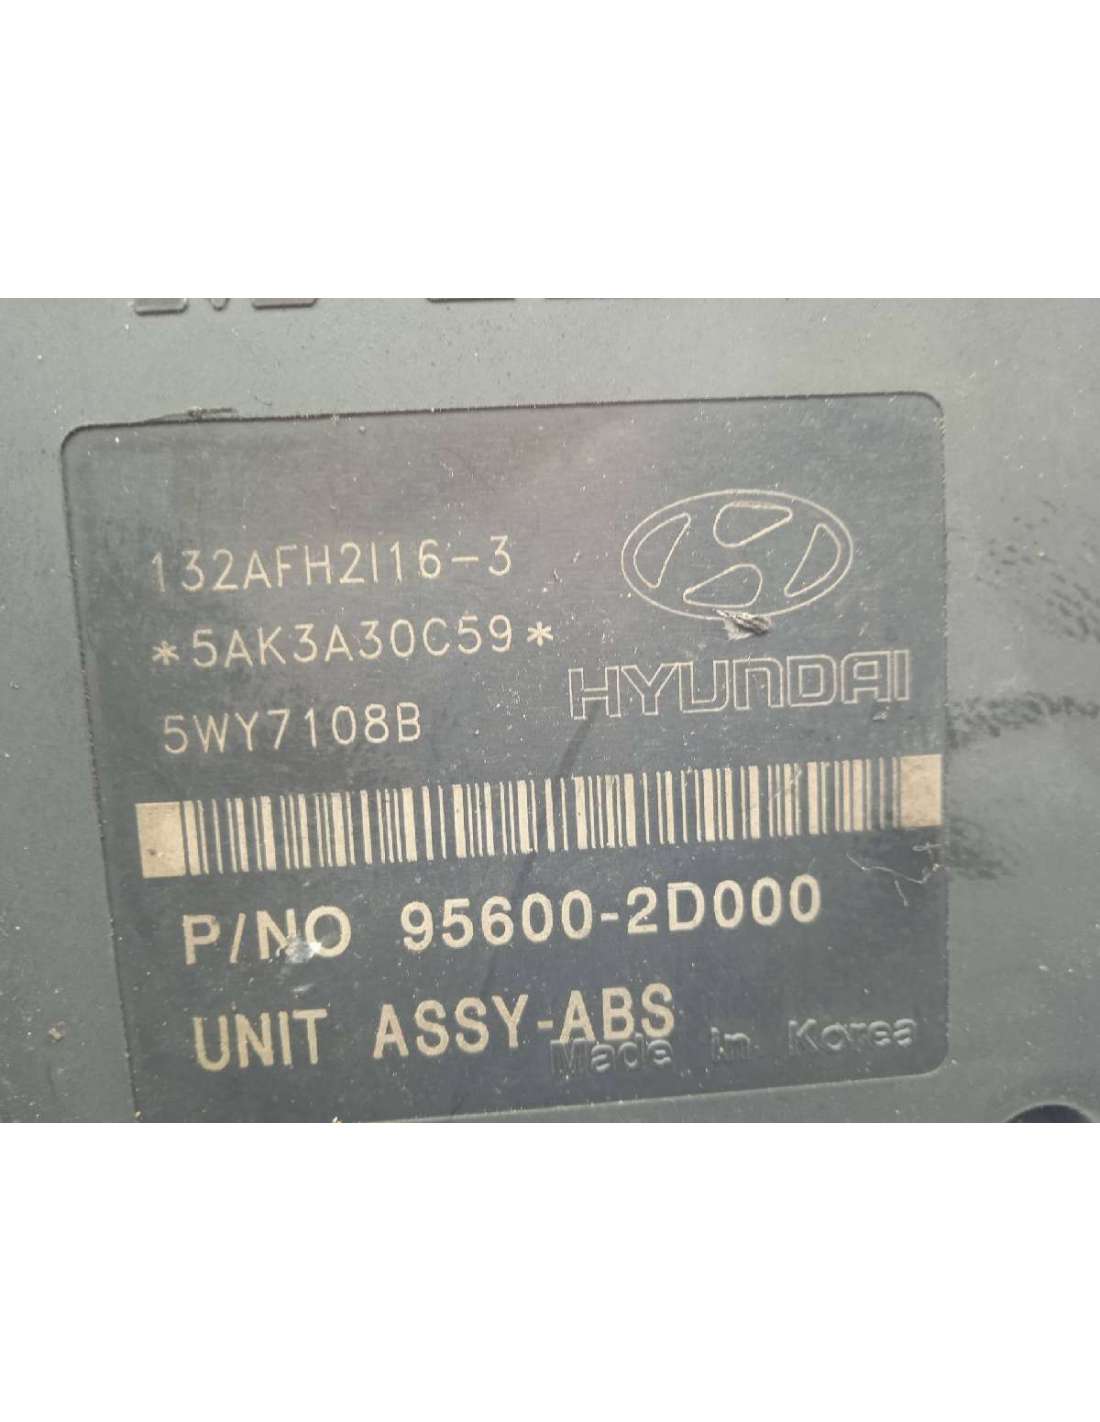 132AFH2I16-3
*5AK3A30C59*
5WY7108B
HYUNDAI
P/NO 95600-2D000
UNIT ASSY-ABS
Made in Korea